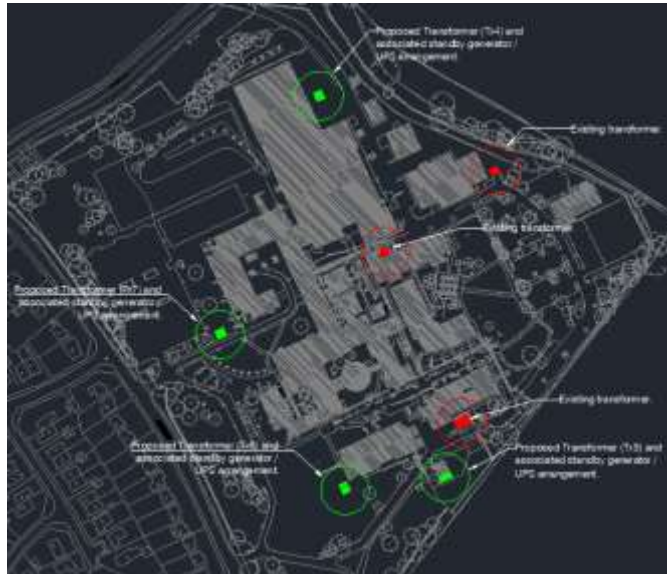 Proposed Transformer (Tx4) and
associated standby generator /
UPS arrangement.
Existing transformer.
Existing transformer.
Proposed Transformer (Tx7) and
associated standby generator /
UPS arrangement.
Existing transformer.
Proposed Transformer and
associated standby generator /
UPS arrangement.
Proposed Transformer and
associated standby generator /
UPS arrangement.